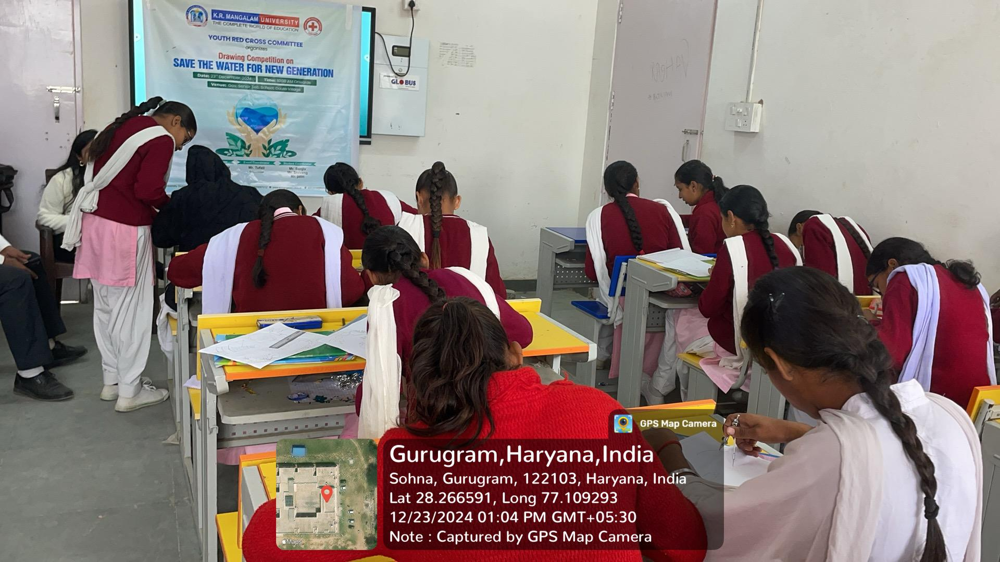 K.R. MANGALAM UNIVERSITY
THE COMPLETE WORLD OF EDUCATION
YOUTH RED CROSS COMMITTEE
organizes
Drawing Competition on
SAVE THE WATER FOR NEW GENERATION
Date: 23rd December, 2024 Time: 10:00 AM Onwards
Venue: Gov. Senior Sec. School, Daula Village
Event Coordinator Student Coordinator
Mr. Tufail Mr. Sanjiv
Mr. Shivang
Mr. Jatin
powered by
GLOBUS
GPS Map Camera
Gurugram,Haryana,India
Sohna, Gurugram, 122103, Haryana, India
Lat 28.266591, Long 77.109293
12/23/2024 01:04 PM GMT+05:30
Note : Captured by GPS Map Camera
Maps